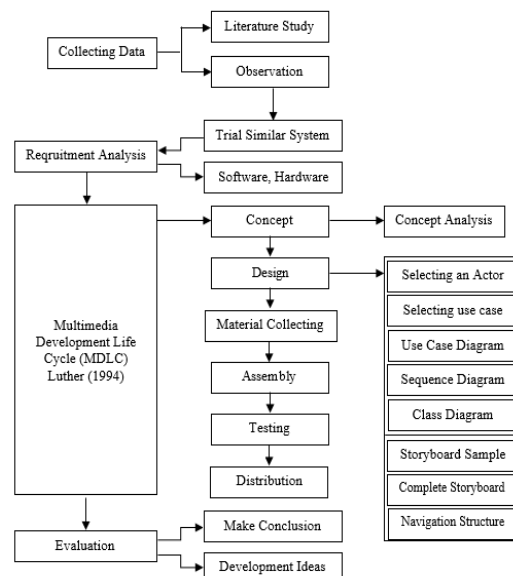 Literature Study
Collecting Data
Observation
Trial Similar System
Reqruitment Analysis
Software, Hardware
Concept
Concept Analysis
Design
Selecting an Actor
Selecting use case
Material Collecting
Multimedia
Development Life
Cycle (MDLC)
Luther (1994)
Use Case Diagram
Assembly
Sequence Diagram
Class Diagram
Testing
Storyboard Sample
Distribution
Complete Storyboard
Navigation Structure
Make Conclusion
Evaluation
Development Ideas